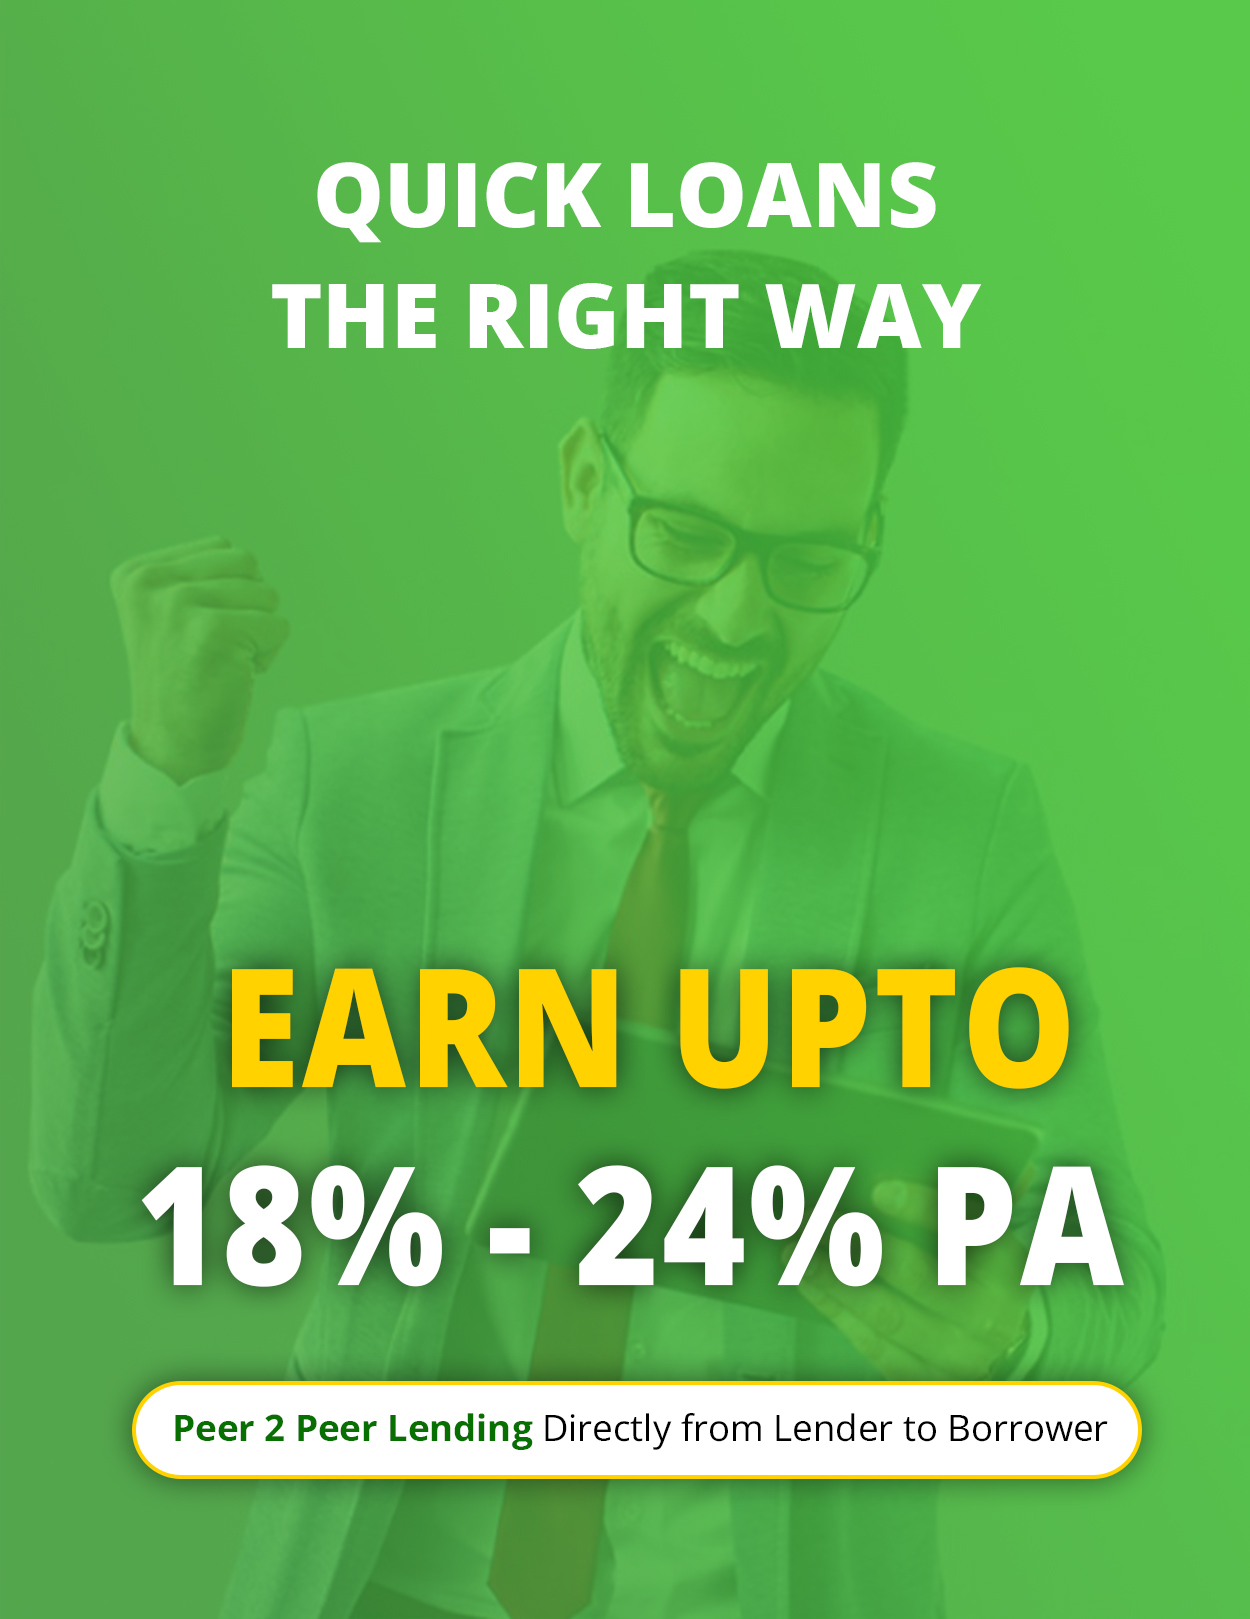 QUICK LOANS
THE RIGHT WAY
EARN UPTO
18% - 24% PA
Peer 2 Peer Lending Directly from Lender to Borrower